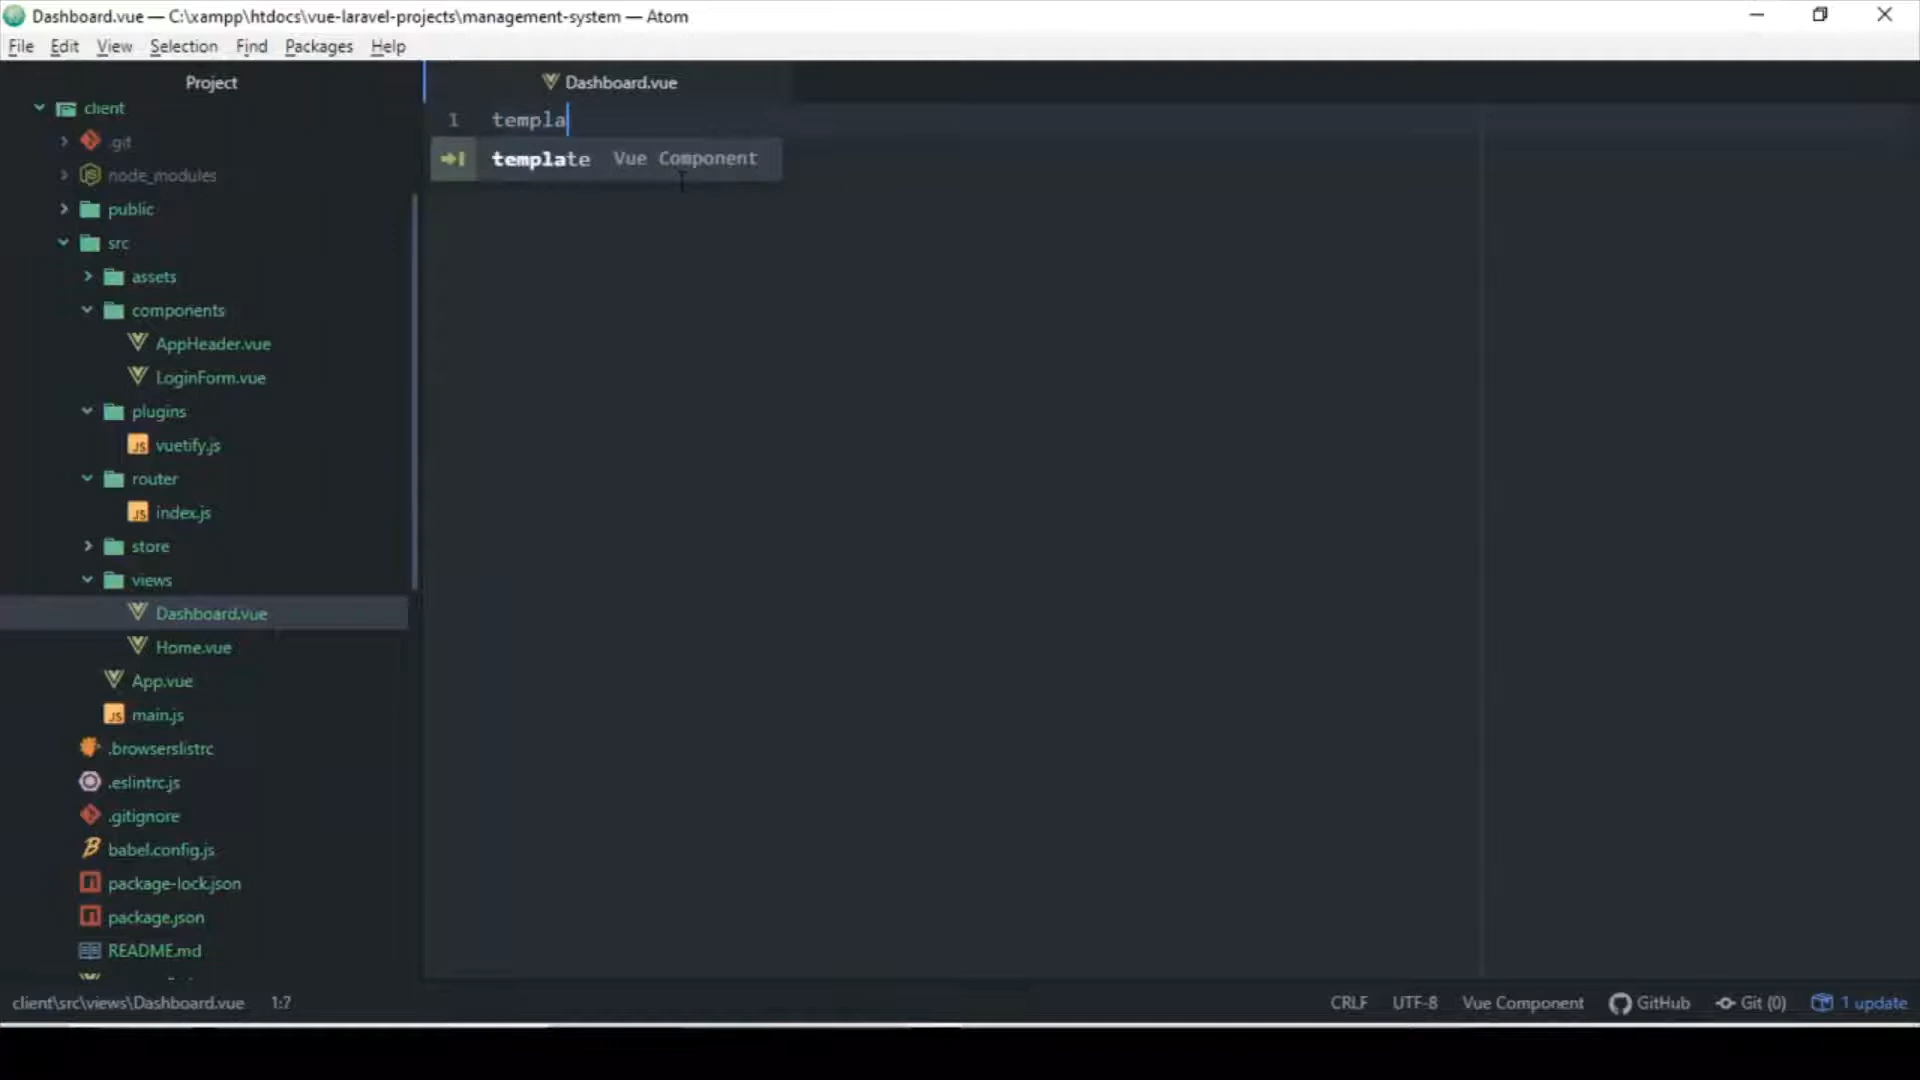 Dashboard.vue — C:\xampp\htdocs\vue-laravel-projects\management-system — Atom
File Edit View Selection Find Packages Help
Project
client
.git
node_modules
public
src
assets
components
AppHeader.vue
LoginForm.vue
plugins
JS vuetify.js
router
JS index.js
store
views
Dashboard.vue
Home.vue
App.vue
JS main.js
.browserslistrc
.eslintrc.js
.gitignore
babel.config.js
package-lock.json
package.json
README.md
Dashboard.vue
1 templa
template Vue Component
client\src\views\Dashboard.vue 1:7
CRLF UTF-8 Vue Component GitHub Git (0) 1 update